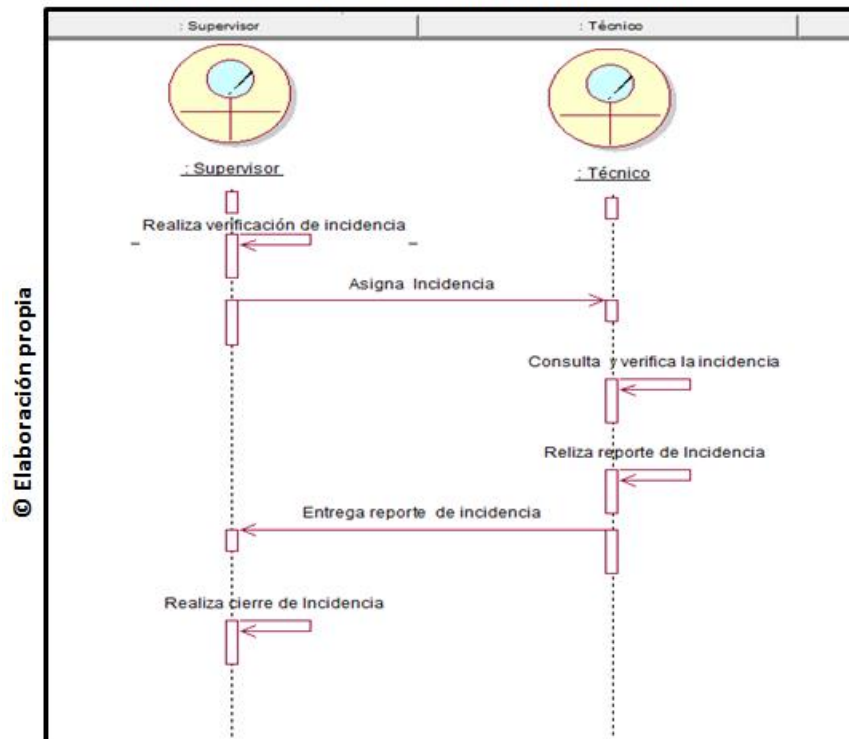 : Supervisor
: Técnico
: Supervisor
: Técnico
Realiza verificación de incidencia
Asigna Incidencia
Consulta y verifica la incidencia
Reliza reporte de Incidencia
Entrega reporte de incidencia
Realiza cierre de Incidencia
© Elaboración propia